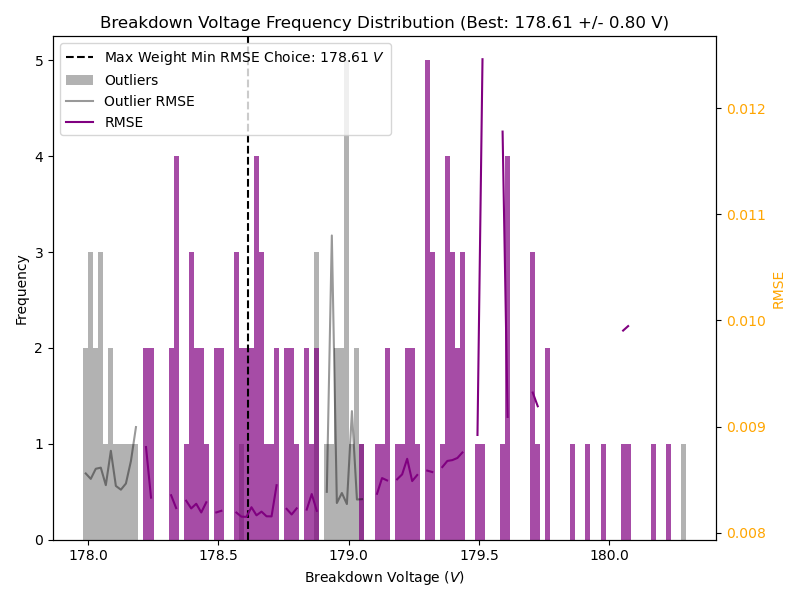 Breakdown Voltage Frequency Distribution (Best: 178.61 +/- 0.80 V)
Max Weight Min RMSE Choice: 178.61 V
Outliers
Outlier RMSE
RMSE
5
4
3
2
1
0
Frequency
0.012
0.011
0.010
0.009
0.008
RMSE
178.0 178.5 179.0 179.5 180.0
Breakdown Voltage (V)